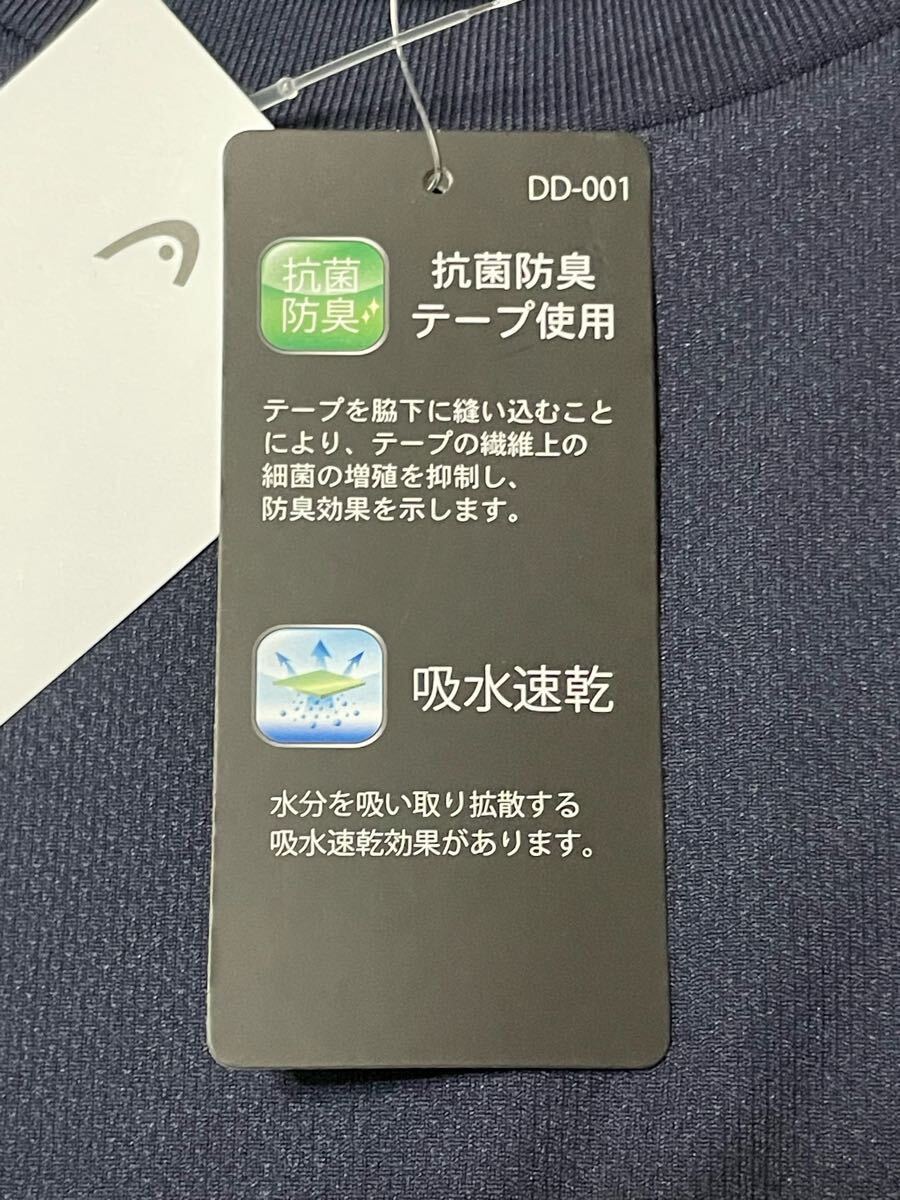 DD-001
抗菌
防臭
抗菌防臭
テープ使用
テープを脇下に縫い込むこと
により、テープの繊維上の
細菌の増殖を抑制し、
防臭効果を示します。
吸水速乾
水分を吸い取り拡散する
吸水速乾効果があります。